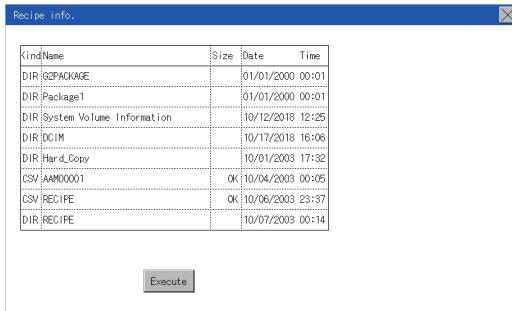 Recipe info.
Kind Name Size Date Time
DIR G2PACKAGE 01/01/2000 00:01
DIR Package1 01/01/2000 00:01
DIR System Volume Information 10/12/2018 12:25
DIR DCIM 10/17/2018 16:06
DIR Hard_Copy 10/01/2003 17:32
CSV AAM00001 0K 10/04/2003 00:05
CSV RECIPE 0K 10/06/2003 23:37
DIR RECIPE 10/07/2003 00:14
Execute